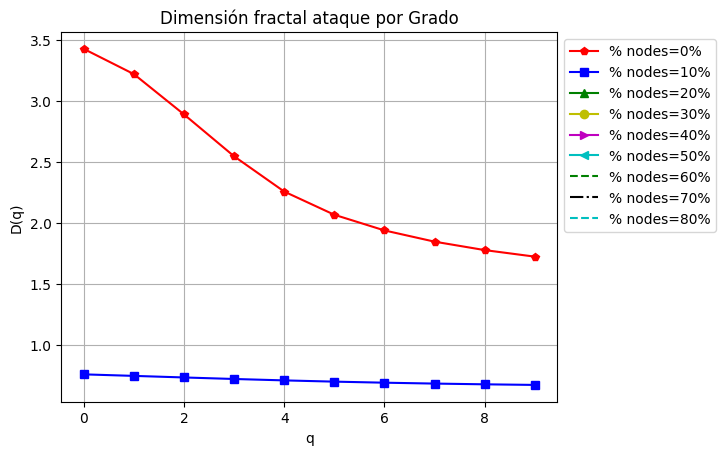 Dimensión fractal ataque por Grado
3.5
3.0
2.5
2.0
1.5
1.0
D(q)
0 2 4 6 8
q
% nodes=0%
% nodes=10%
% nodes=20%
% nodes=30%
% nodes=40%
% nodes=50%
% nodes=60%
% nodes=70%
% nodes=80%